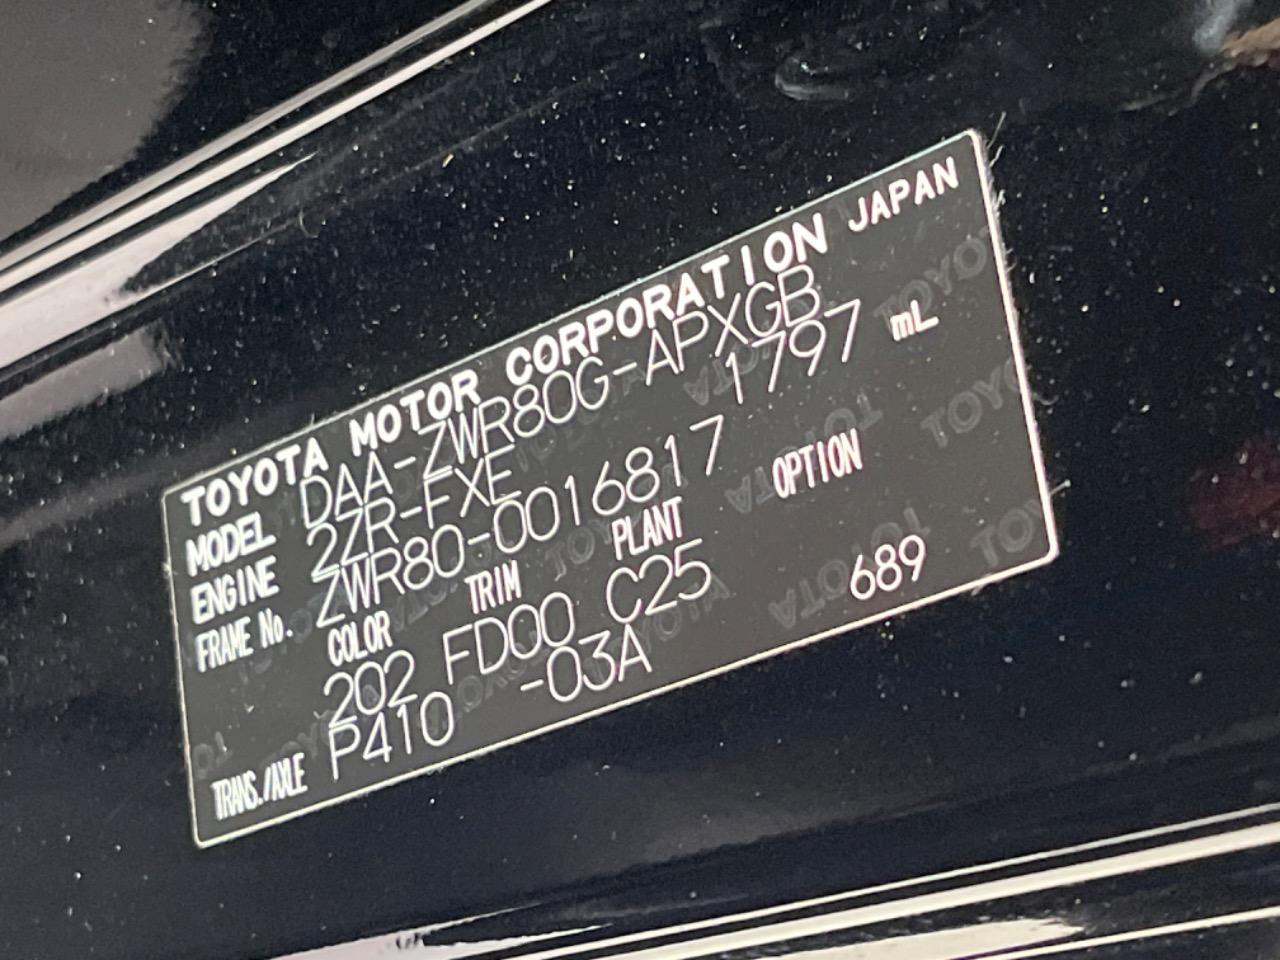 TOYOTA MOTOR CORPORATION JAPAN
MODEL DAA-ZWR80G-APXGB
ENGINE 2ZR-FXE 1797 mL
FRAME No. ZWR80-0016817
COLOR TRIM PLANT OPTION
202 FD00 C25 689
TRANS./AXLE P410 -03A